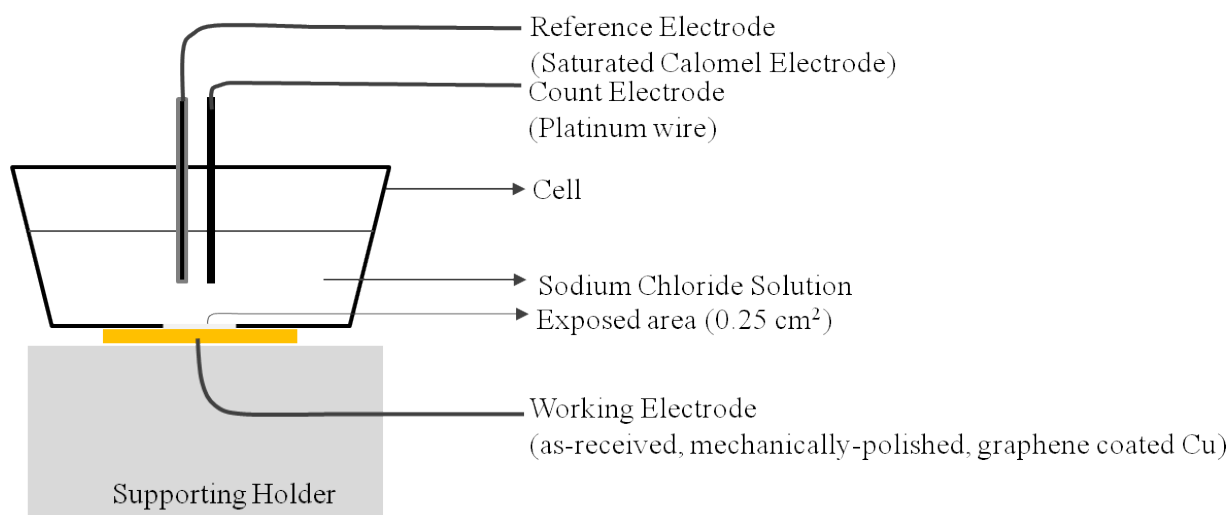 Reference Electrode
(Saturated Calomel Electrode)
Count Electrode
(Platinum wire)
Cell
Sodium Chloride Solution
Exposed area (0.25 cm²)
Working Electrode
(as-received, mechanically-polished, graphene coated Cu)
Supporting Holder